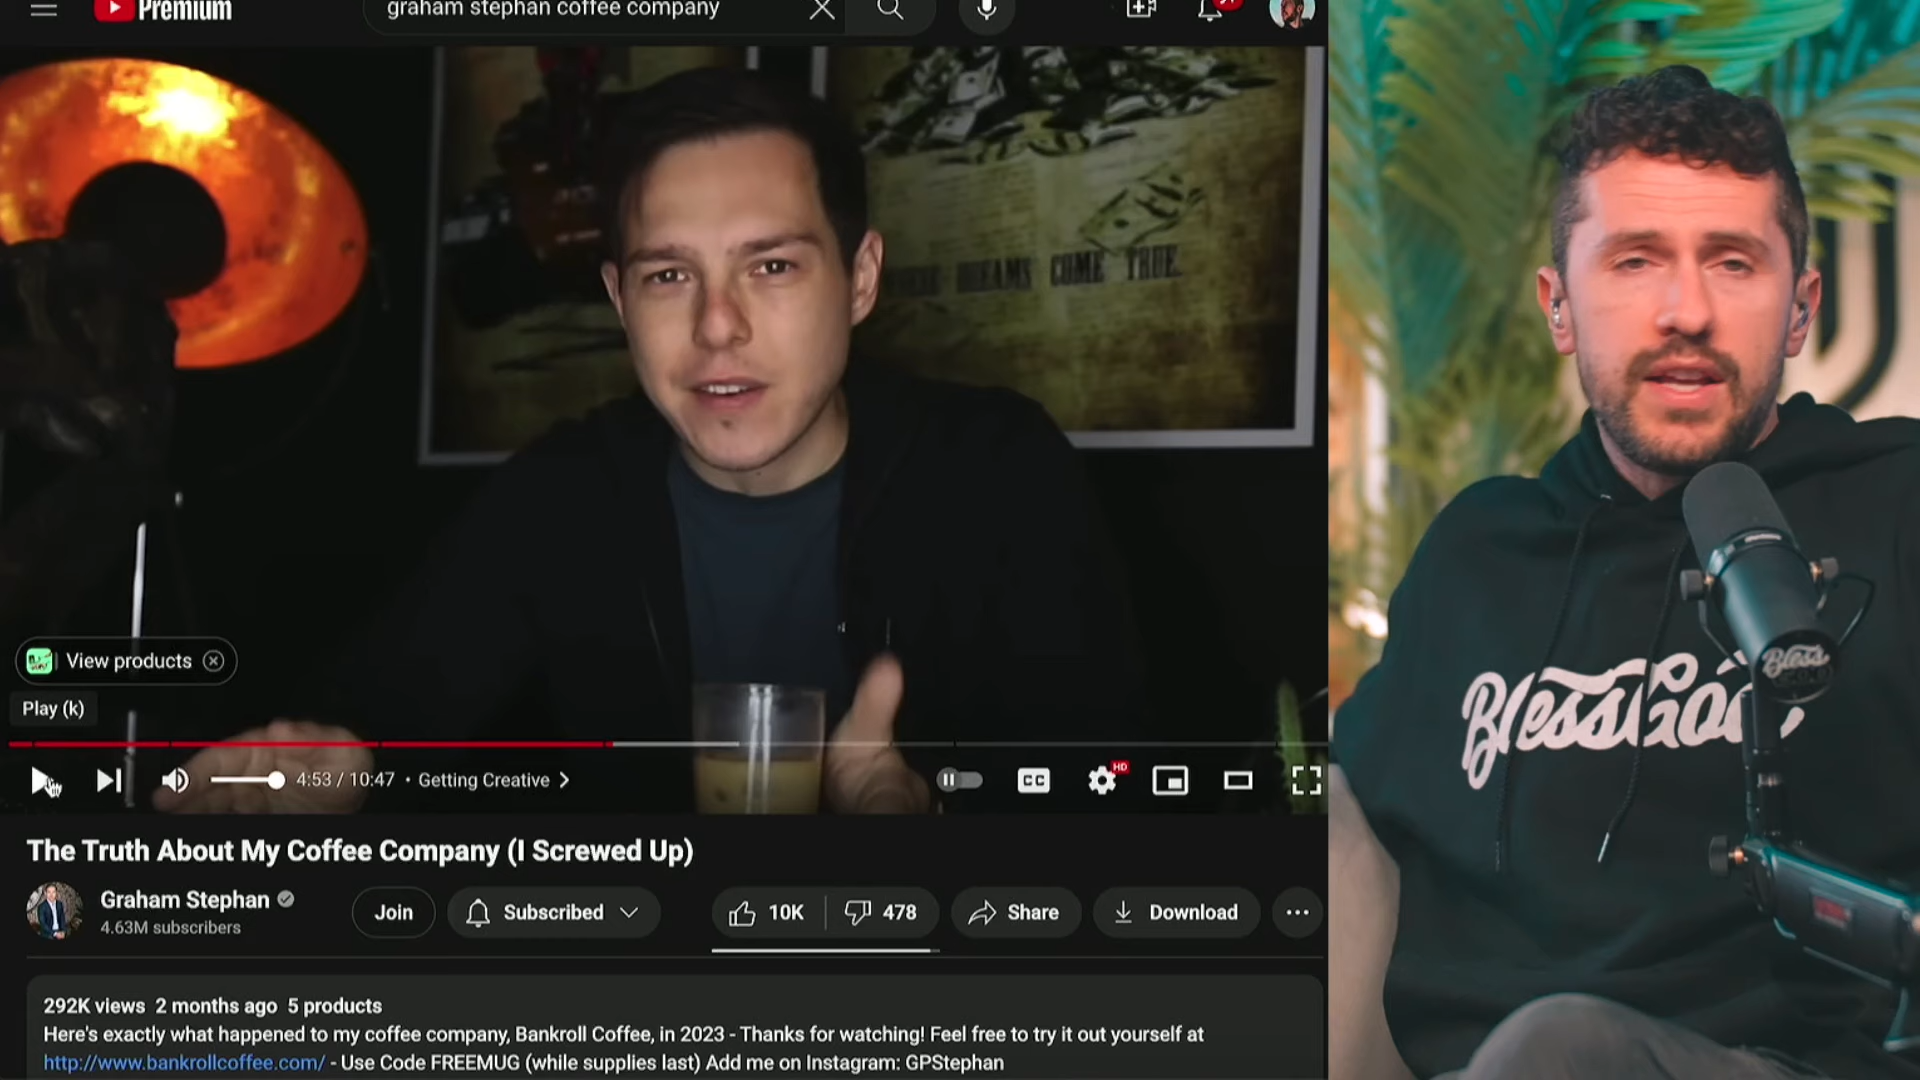 Premium
graham stephan coffee company
DREAMS COME TRUE
View products
Play (k)
4:53 / 10:47 • Getting Creative
CC
HD
The Truth About My Coffee Company (I Screwed Up)
Graham Stephan
4.63M subscribers
Join
Subscribed
10K
478
Share
Download
292K views 2 months ago 5 products
Here's exactly what happened to my coffee company, Bankroll Coffee, in 2023 - Thanks for watching! Feel free to try it out yourself at
http://www.bankrollcoffee.com/ - Use Code FREEMUG (while supplies last) Add me on Instagram: GPStephan
BlessGod
Bless